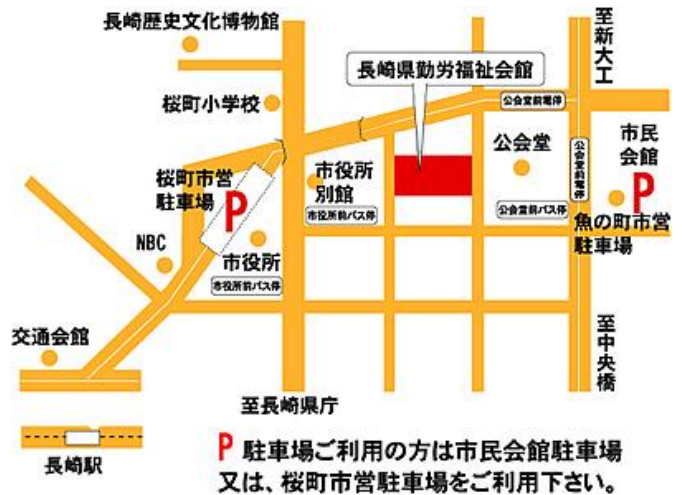 長崎歴史文化博物館
至新大工
長崎県勤労福祉会館
桜町小学校
公会堂前電停
公会堂
公会堂前電停
市民
会館
P
桜町市営
駐車場
P
市役所
別館
市役所前バス停
公会堂前バス停
魚の町市営
駐車場
NBC
市役所
市役所前バス停
交通会館
至中央橋
至長崎県庁
長崎駅
P 駐車場ご利用の方は市民会館駐車場
又は、桜町市営駐車場をご利用下さい。